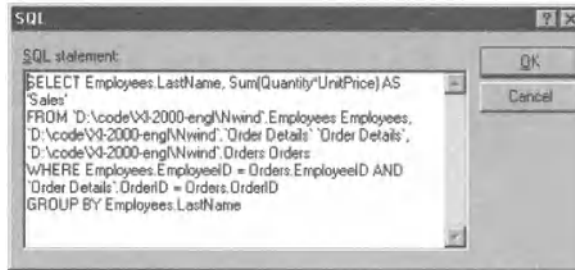 SQL
SQL statement:
OK
Cancel
SELECT Employees.LastName, Sum(Quantity*UnitPrice) AS
'Sales'
FROM `D:\code\Xl-2000-engl\Nwind`.Employees Employees,
`D:\code\Xl-2000-engl\Nwind`.`Order Details` `Order Details`,
`D:\code\Xl-2000-engl\Nwind`.Orders Orders
WHERE Employees.EmployeeID = Orders.EmployeeID AND
`Order Details`.OrderID = Orders.OrderID
GROUP BY Employees.LastName